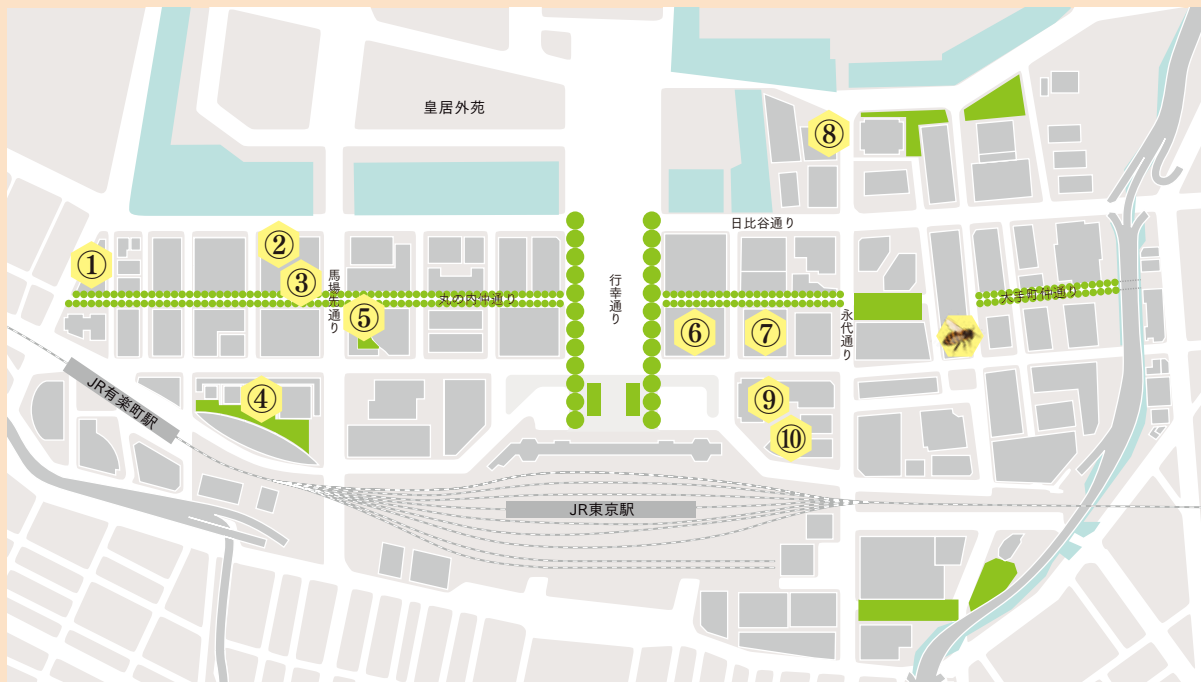 皇居外苑
⑧
日比谷通り
①
②
③
馬場先通り
丸の内仲通り
行幸通り
大手町仲通り
⑤
⑥
⑦
永代通り
JR有楽町駅
④
⑨
⑩
JR東京駅